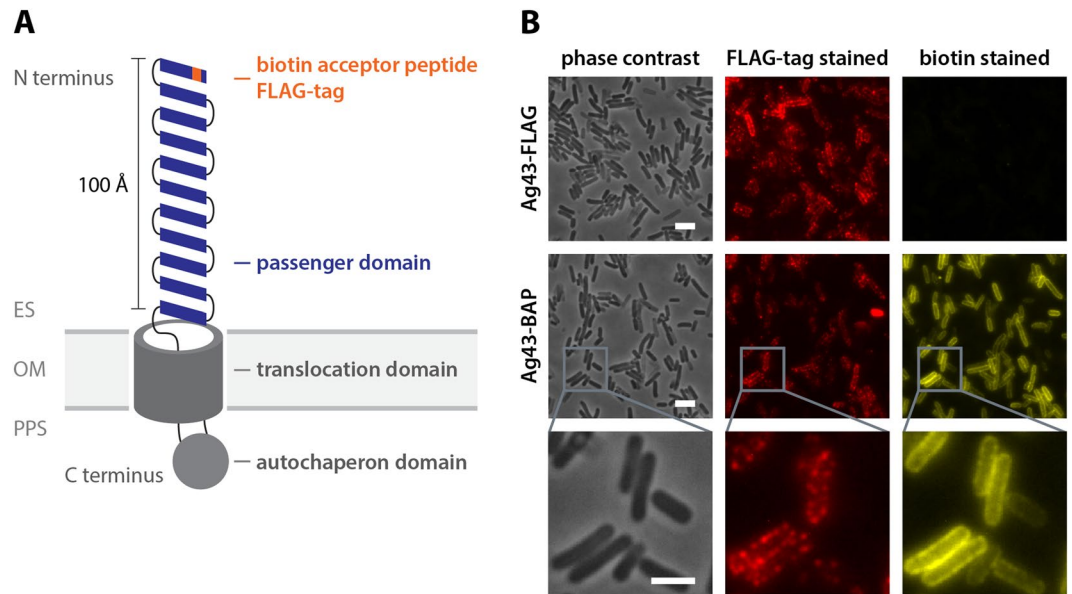 A
N terminus
biotin acceptor peptide
FLAG-tag
100 Å
passenger domain
ES
OM
translocation domain
PPS
C terminus
autochaperon domain
B
phase contrast
FLAG-tag stained
biotin stained
Ag43-FLAG
Ag43-BAP